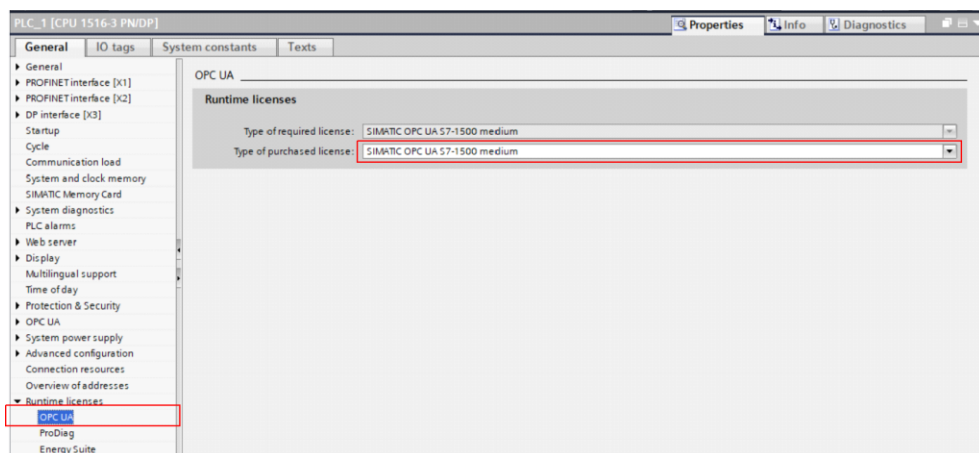 PLC_1 [CPU 1516-3 PN/DP]
Properties
Info
Diagnostics
General
IO tags
System constants
Texts
General
PROFINET interface [X1]
PROFINET interface [X2]
DP interface [X3]
Startup
Cycle
Communication load
System and clock memory
SIMATIC Memory Card
System diagnostics
PLC alarms
Web server
Display
Multilingual support
Time of day
Protection & Security
OPC UA
System power supply
Advanced configuration
Connection resources
Overview of addresses
Runtime licenses
OPC UA
ProDiag
Energy Suite
OPC UA
Runtime licenses
Type of required license: SIMATIC OPC UA S7-1500 medium
Type of purchased license: SIMATIC OPC UA S7-1500 medium